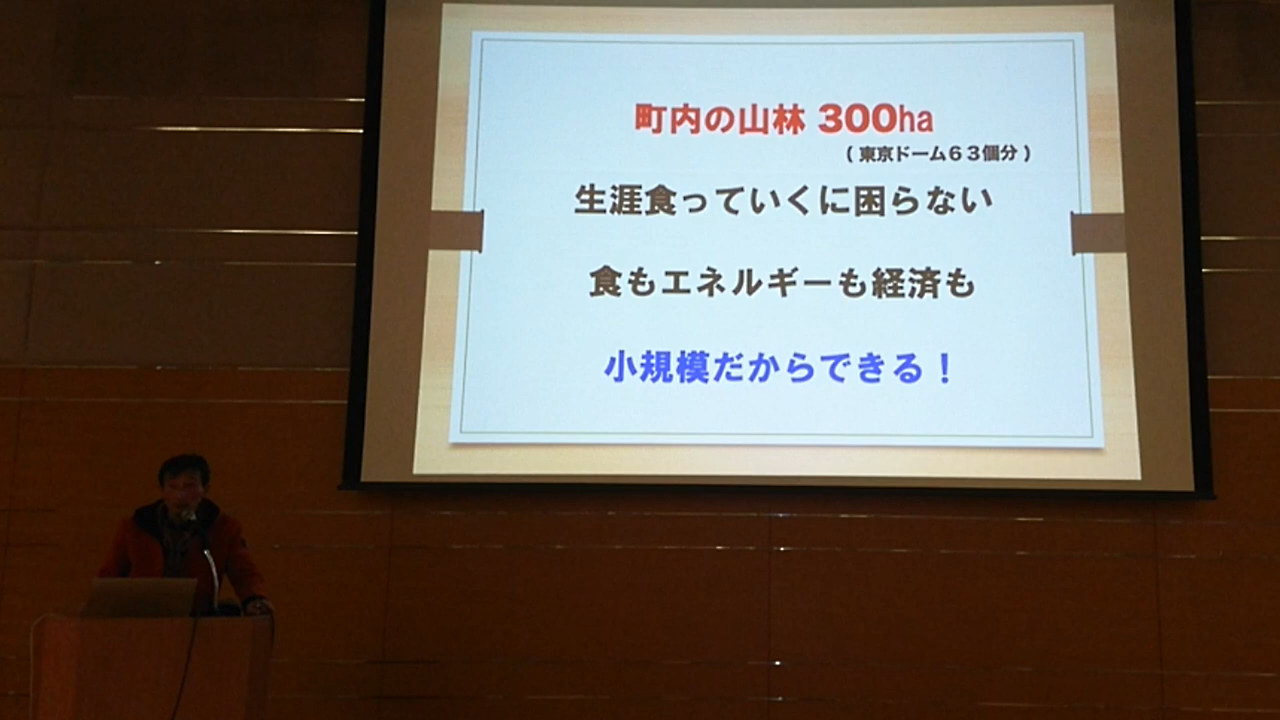 町内の山林 300ha
( 東京ドーム６３個分 )
生涯食っていくに困らない
食もエネルギーも経済も
小規模だからできる！